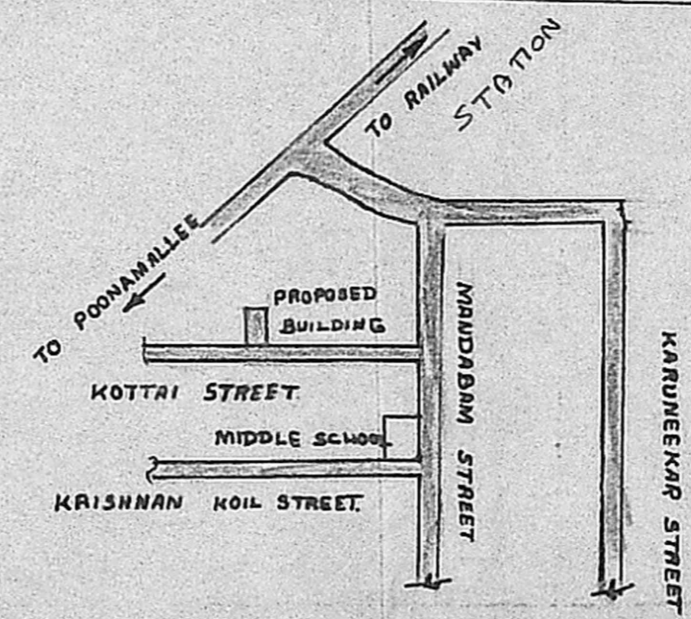 TO RAILWAY
STATION
TO POONAMALLEE
PROPOSED
BUILDING
KOTTAI STREET.
MIDDLE SCHOOL
KRISHNAN KOIL STREET.
MANDABAM STREET
KARUNEEKAR STREET